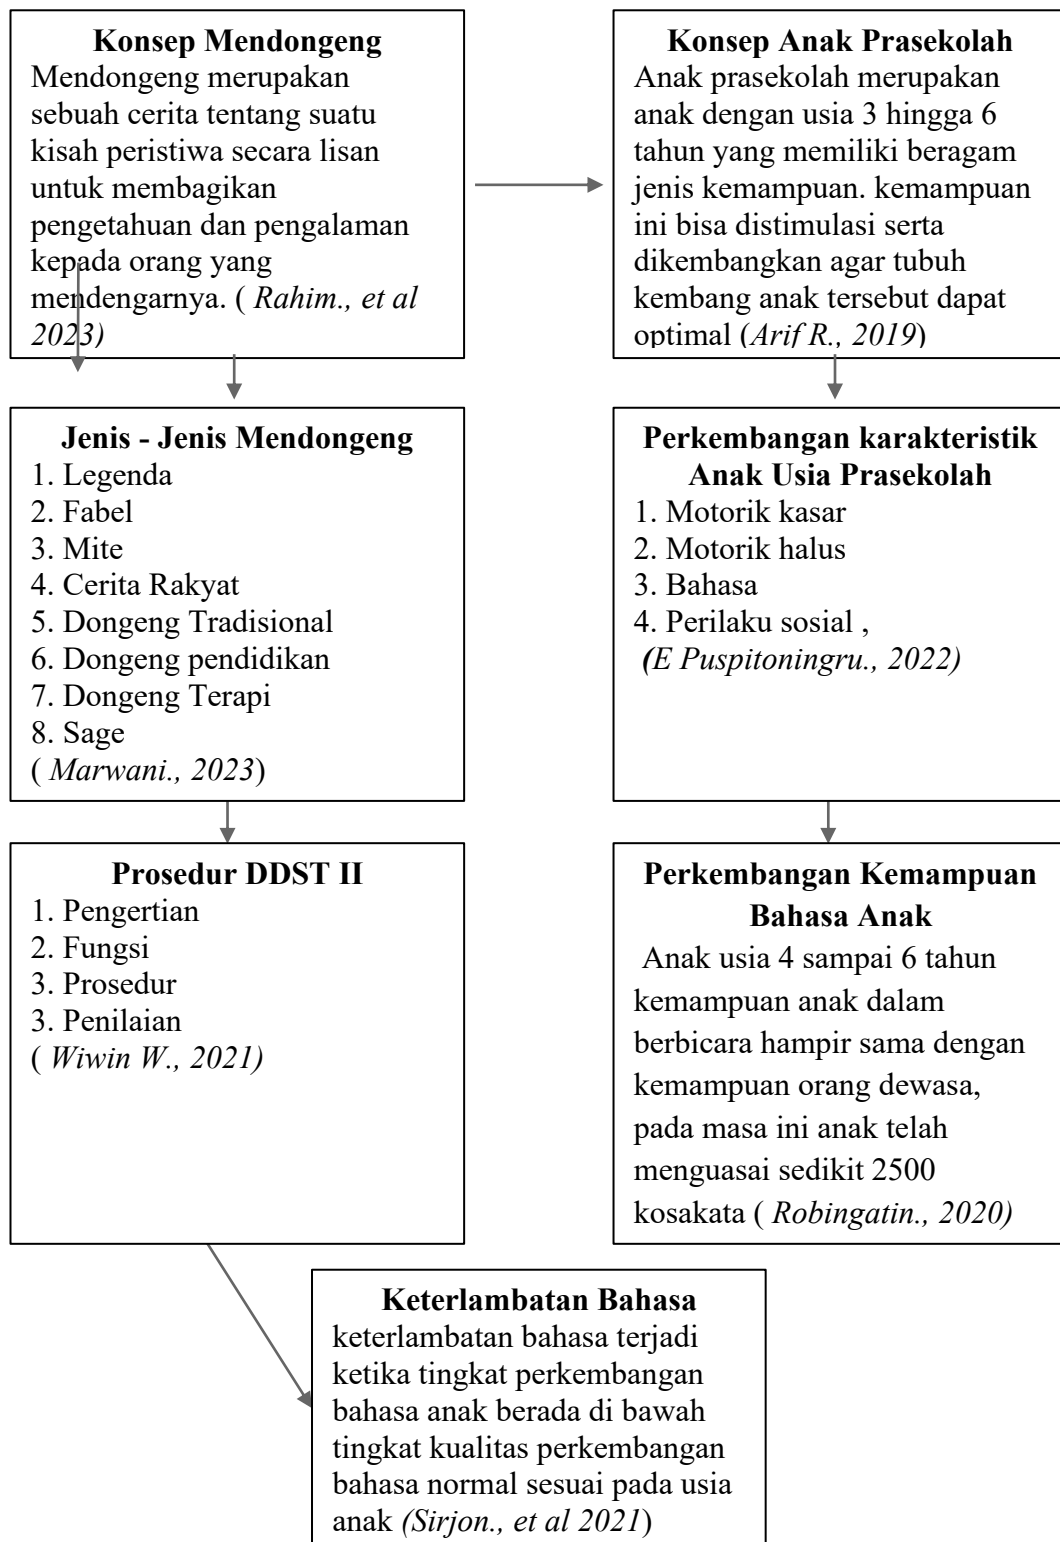 Konsep Mendongeng
Mendongeng merupakan
sebuah cerita tentang suatu
kisah peristiwa secara lisan
untuk membagikan
pengetahuan dan pengalaman
kepada orang yang
mendengarnya. ( Rahim., et al
2023)
Konsep Anak Prasekolah
Anak prasekolah merupakan
anak dengan usia 3 hingga 6
tahun yang memiliki beragam
jenis kemampuan. kemampuan
ini bisa distimulasi serta
dikembangkan agar tubuh
kembang anak tersebut dapat
optimal (Arif R., 2019)
Jenis - Jenis Mendongeng
1. Legenda
2. Fabel
3. Mite
4. Cerita Rakyat
5. Dongeng Tradisional
6. Dongeng pendidikan
7. Dongeng Terapi
8. Sage
( Marwani., 2023)
Perkembangan karakteristik
Anak Usia Prasekolah
1. Motorik kasar
2. Motorik halus
3. Bahasa
4. Perilaku sosial ,
(E Puspitoningru., 2022)
Prosedur DDST II
1. Pengertian
2. Fungsi
3. Prosedur
3. Penilaian
( Wiwin W., 2021)
Perkembangan Kemampuan
Bahasa Anak
Anak usia 4 sampai 6 tahun
kemampuan anak dalam
berbicara hampir sama dengan
kemampuan orang dewasa,
pada masa ini anak telah
menguasai sedikit 2500
kosakata ( Robingatin., 2020)
Keterlambatan Bahasa
keterlambatan bahasa terjadi
ketika tingkat perkembangan
bahasa anak berada di bawah
tingkat kualitas perkembangan
bahasa normal sesuai pada usia
anak (Sirjon., et al 2021)